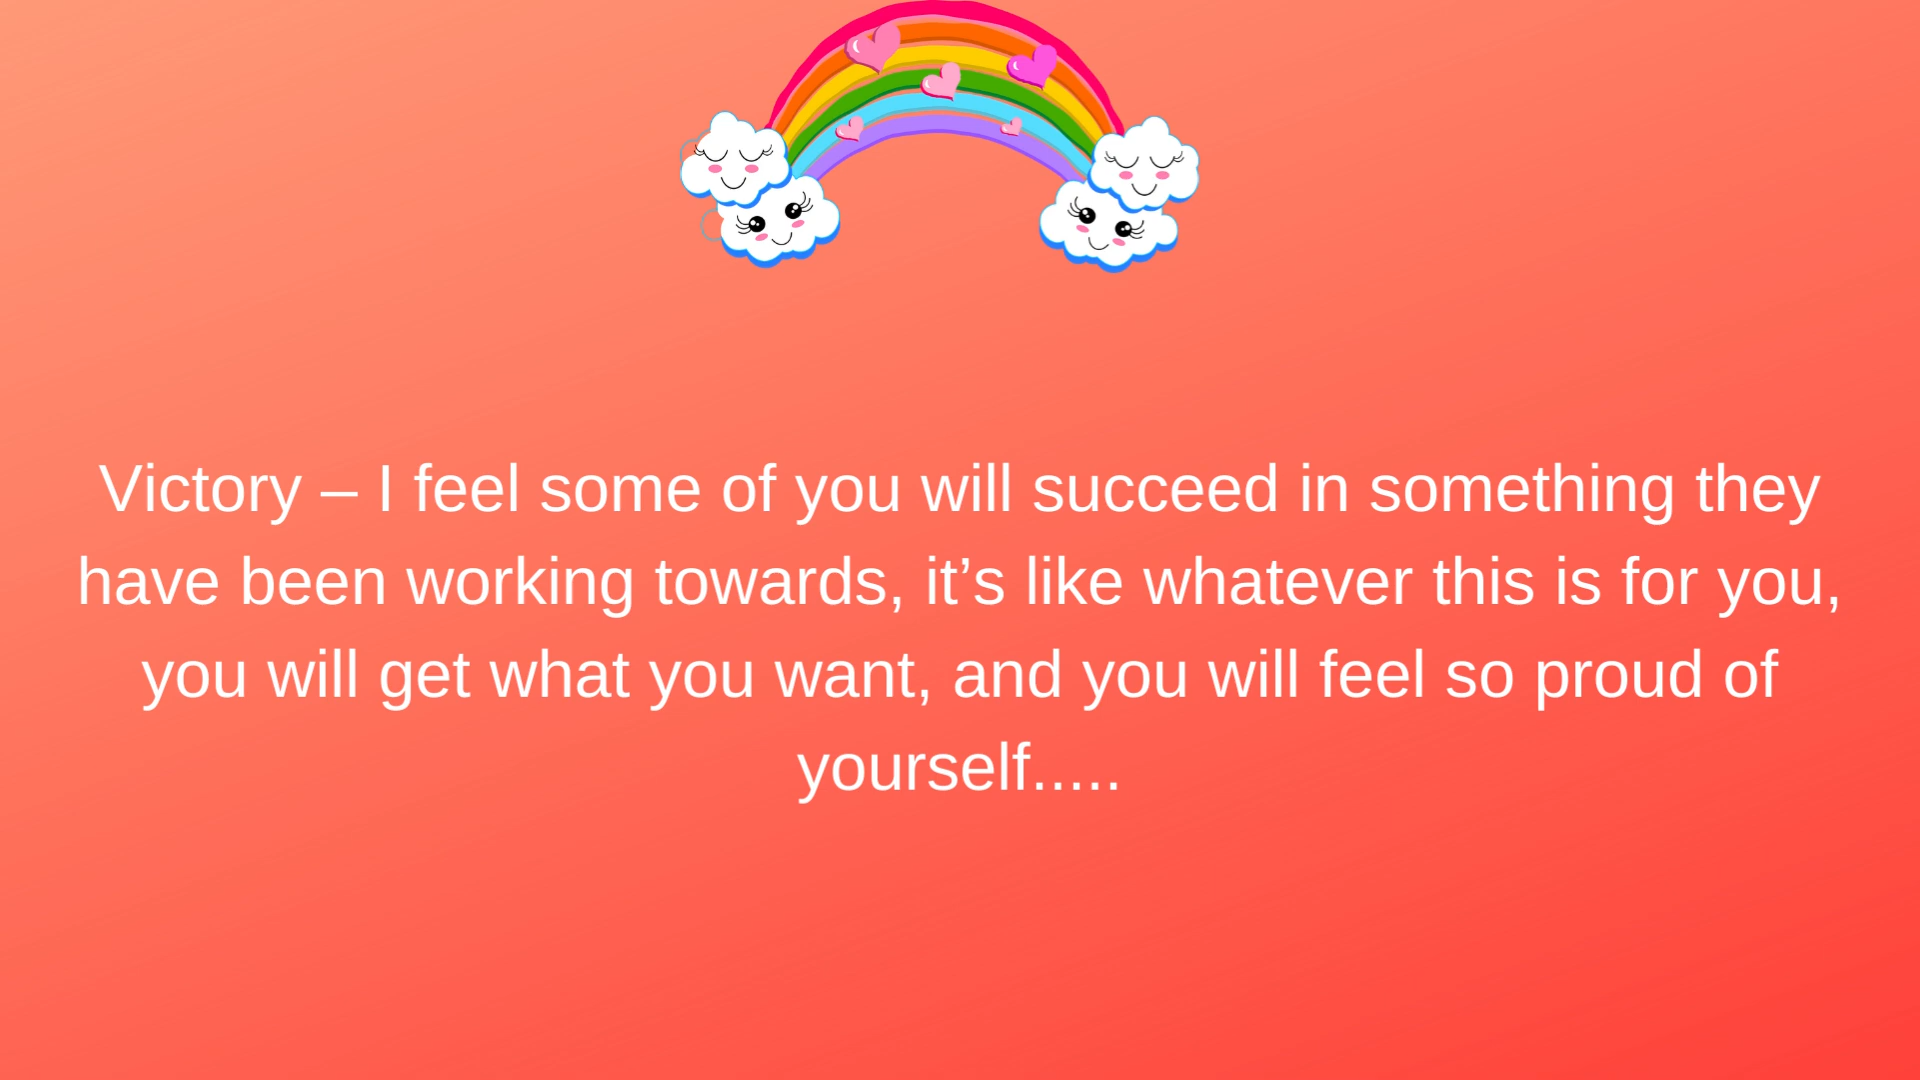 Victory – I feel some of you will succeed in something they
have been working towards, it’s like whatever this is for you,
you will get what you want, and you will feel so proud of
yourself.....